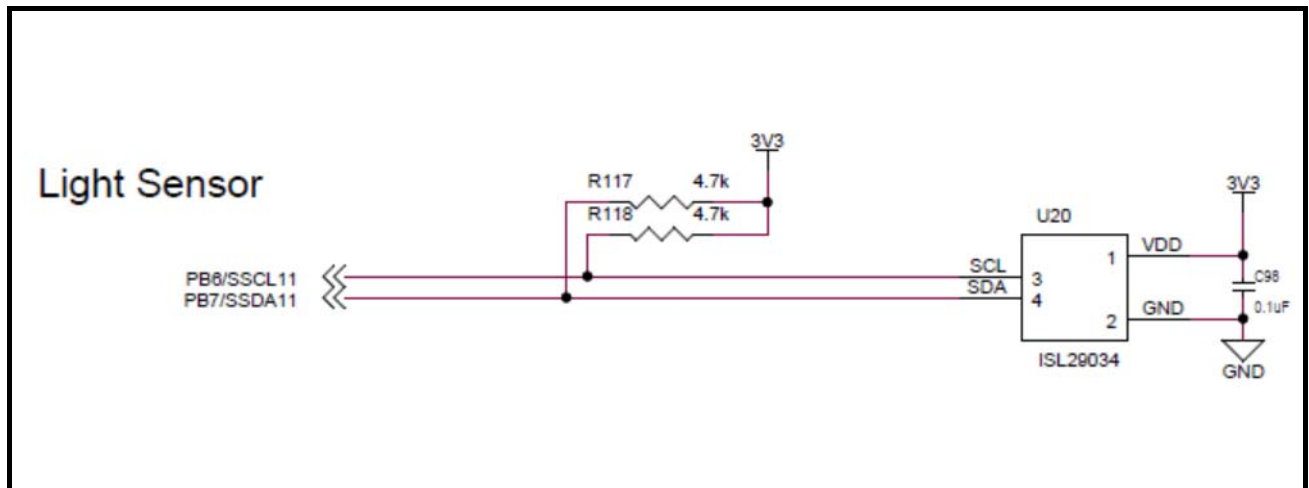 Light Sensor
3V3
R117 4.7k
R118 4.7k
3V3
U20
PB6/SSCL11
PB7/SSDA11
SCL
SDA
3
4
1
2
VDD
GND
C98
0.1uF
ISL29034
GND